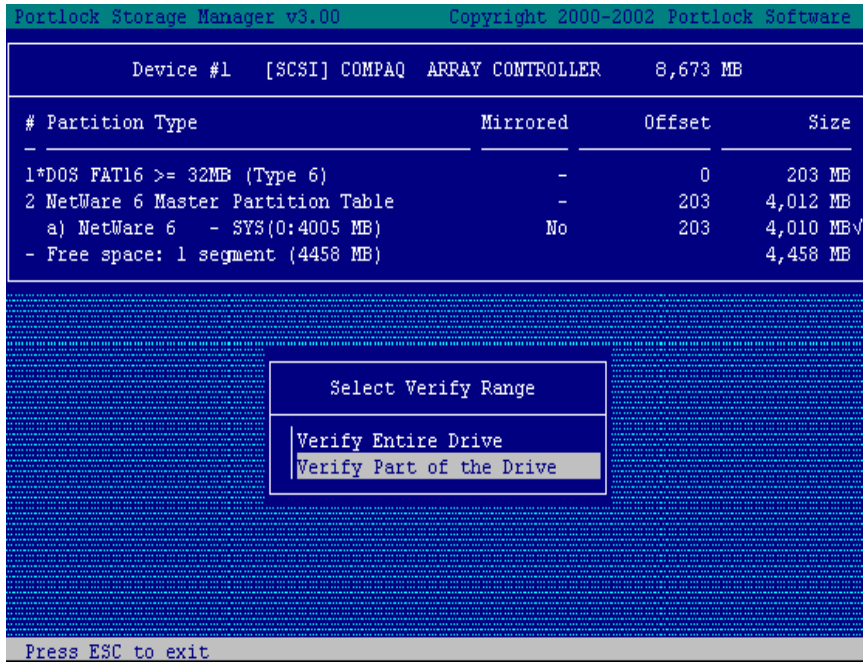 Portlock Storage Manager v3.00 Copyright 2000-2002 Portlock Software
Device #1 [SCSI] COMPAQ ARRAY CONTROLLER 8,673 MB
# Partition Type Mirrored Offset Size
1*DOS FAT16 >= 32MB (Type 6) - 0 203 MB
2 NetWare 6 Master Partition Table - 203 4,012 MB
a) NetWare 6 - SYS(0:4005 MB) No 203 4,010 MB√
- Free space: 1 segment (4458 MB) 4,458 MB
Select Verify Range
Verify Entire Drive
Verify Part of the Drive
Press ESC to exit